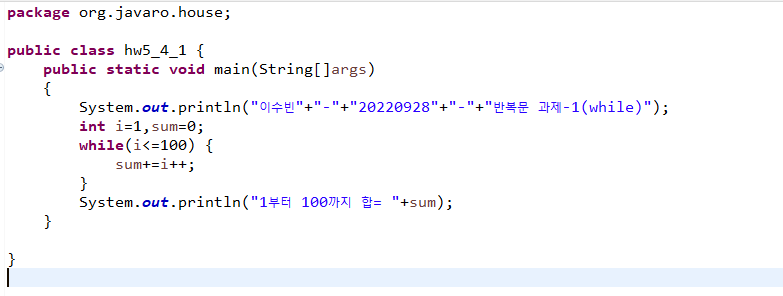 package org.javaro.house;
public class hw5_4_1 {
public static void main(String[]args)
{
System.out.println("이수빈"+"-"+"20220928"+"-"+"반복문 과제-1(while)");
int i=1,sum=0;
while(i<=100) {
sum+=i++;
}
System.out.println("1부터 100까지 합= "+sum);
}
}